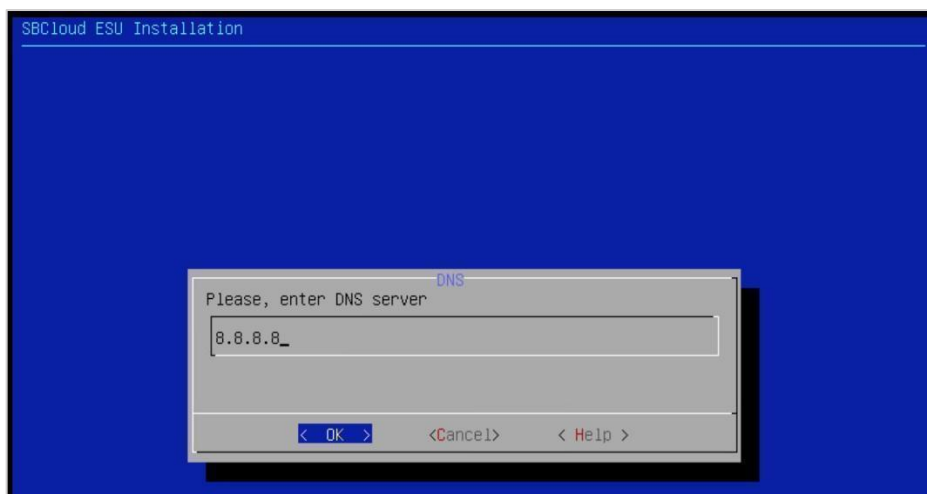 SBCloud ESU Installation
DNS
Please, enter DNS server
8.8.8.8_
< OK > <Cancel> < Help >